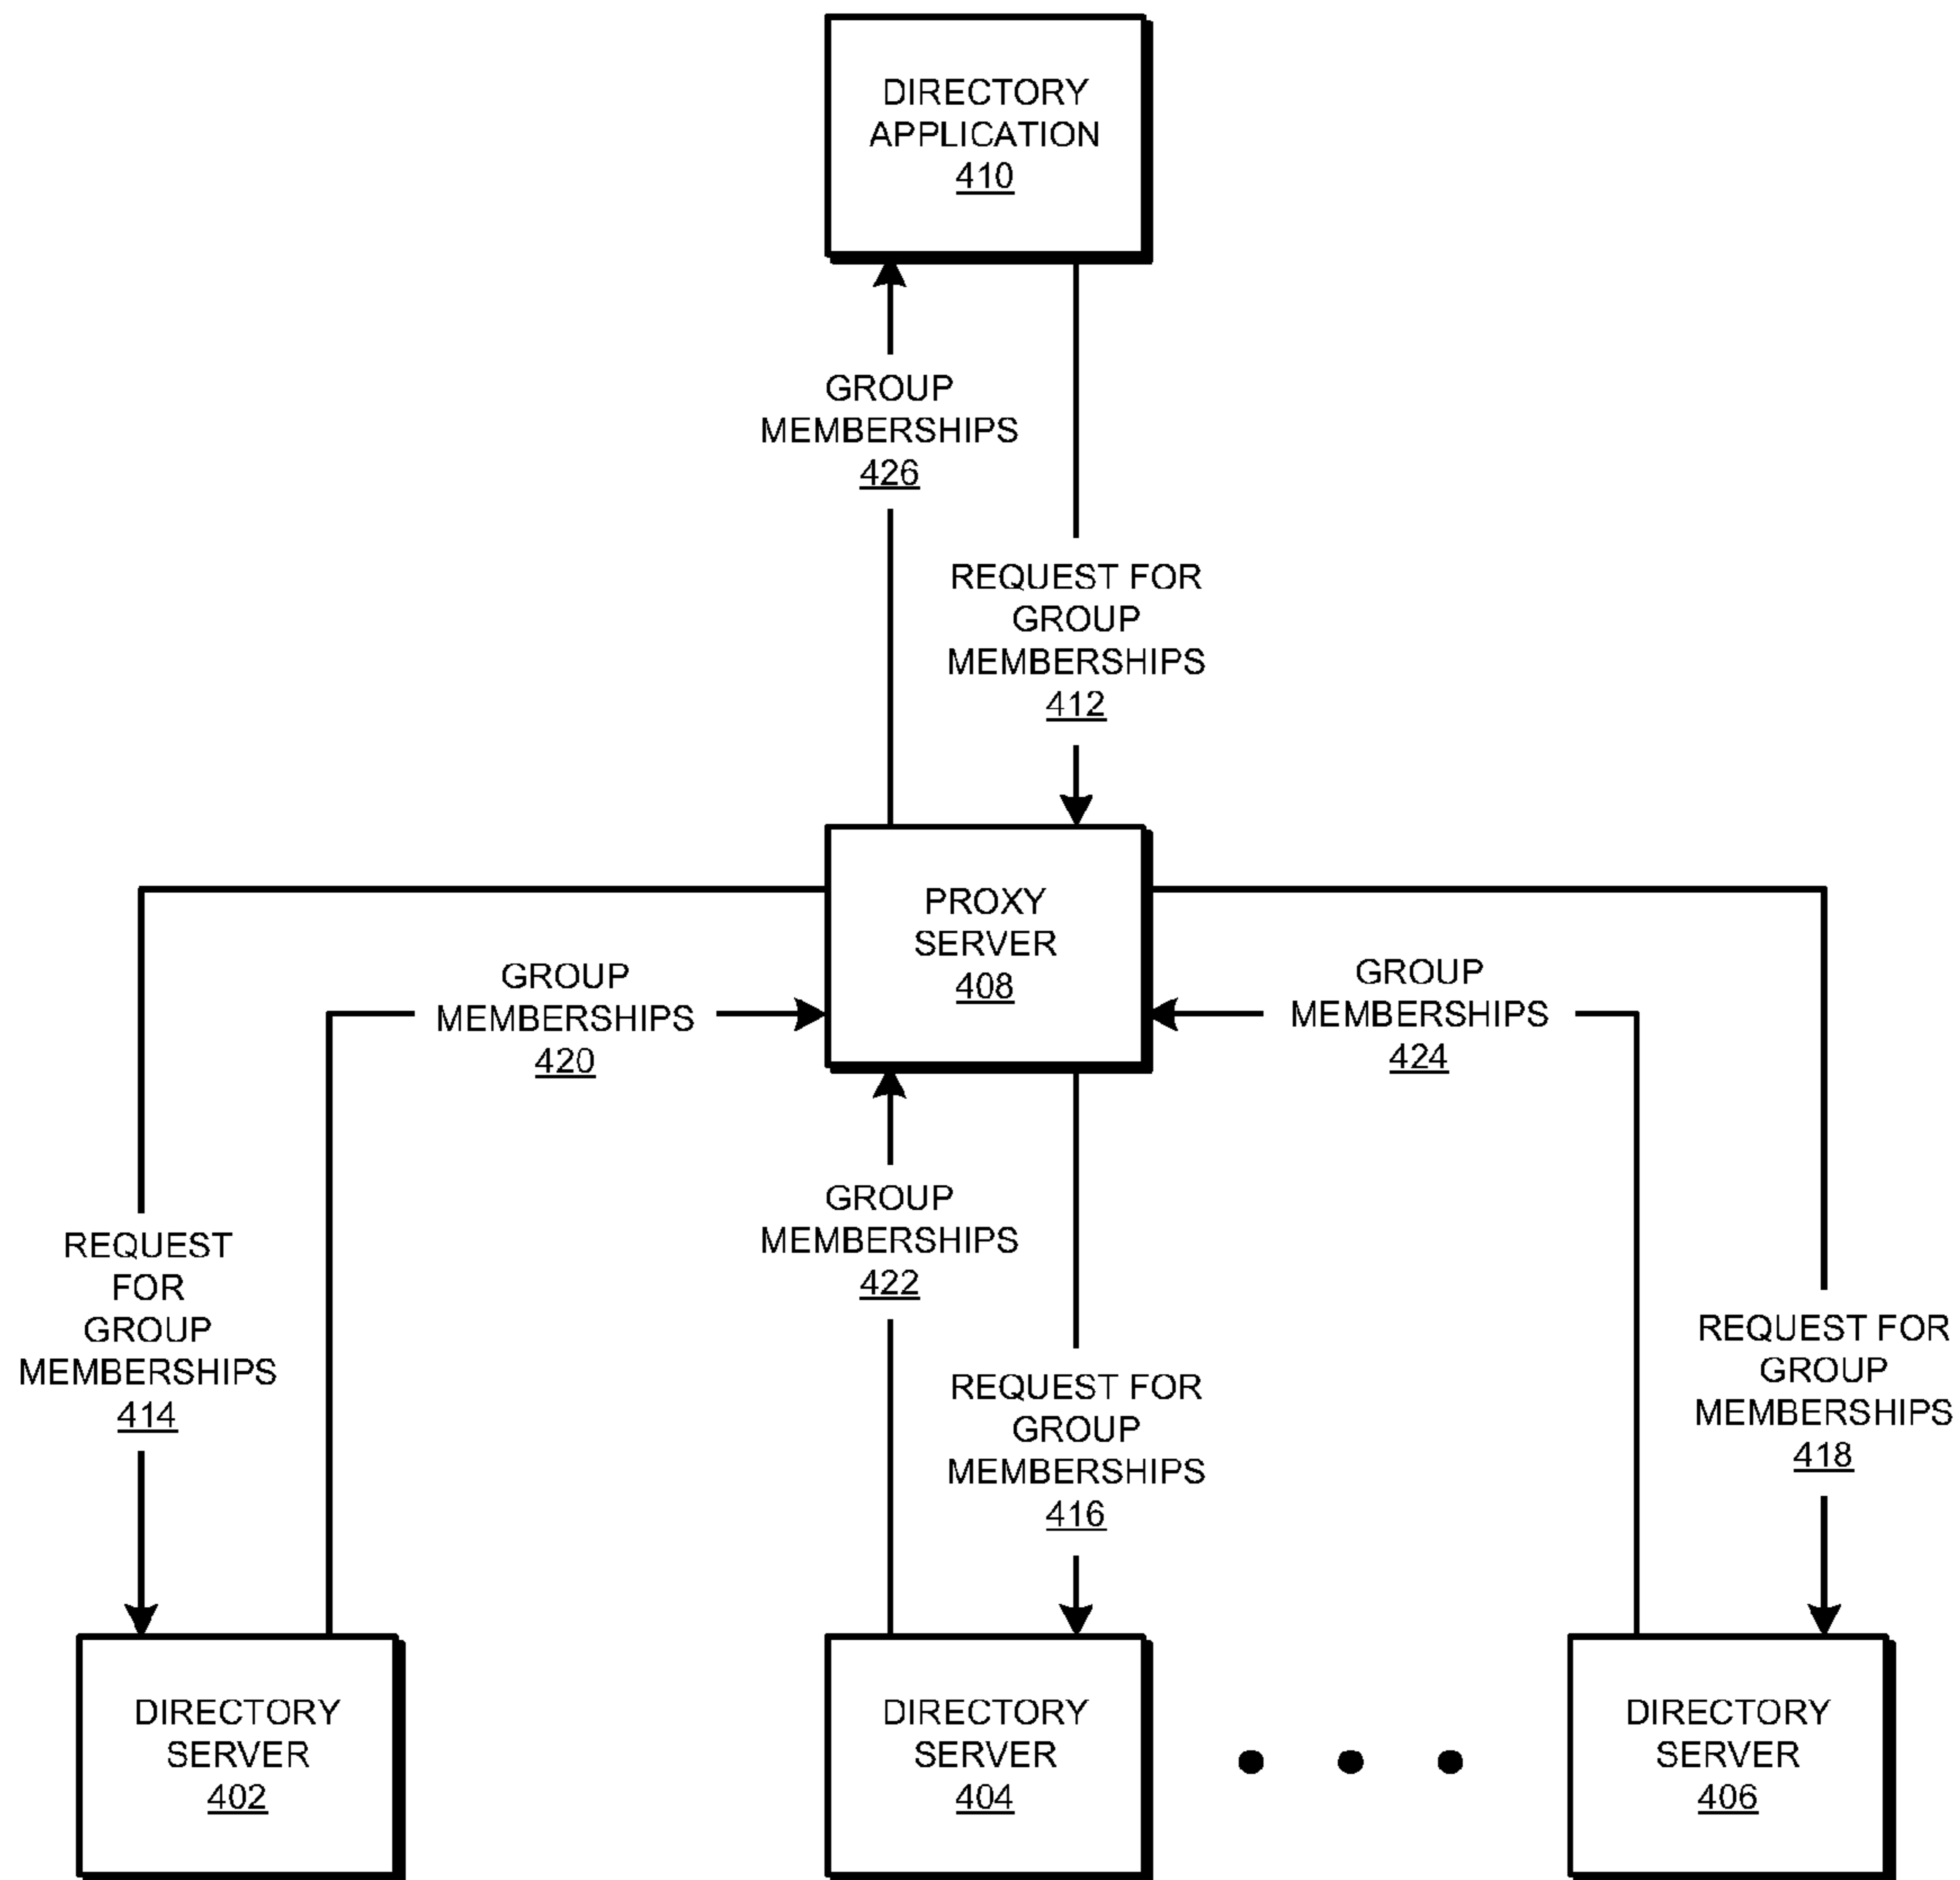 DIRECTORY
APPLICATION
410
GROUP
MEMBERSHIPS
426
REQUEST FOR
GROUP
MEMBERSHIPS
412
PROXY
SERVER
408
GROUP
MEMBERSHIPS
420
GROUP
MEMBERSHIPS
424
GROUP
MEMBERSHIPS
422
REQUEST
FOR
GROUP
MEMBERSHIPS
414
REQUEST FOR
GROUP
MEMBERSHIPS
416
REQUEST FOR
GROUP
MEMBERSHIPS
418
DIRECTORY
SERVER
402
DIRECTORY
SERVER
404
DIRECTORY
SERVER
406